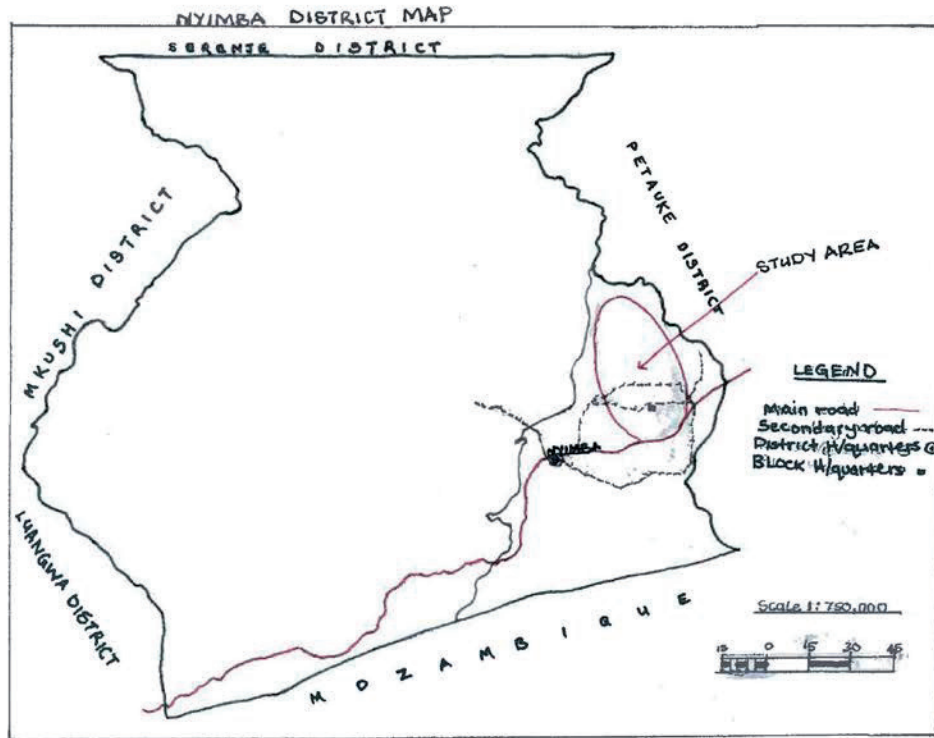 NYIMBA DISTRICT MAP
SERENJE DISTRICT
PETAUKE DISTRICT
MKUSHI DISTRICT
STUDY AREA
LEGEND
Main road
Secondary road
District H/quarters
Block H/quarters
NYIMBA
LUANGWA DISTRICT
MOZAMBIQUE
Scale 1:750,000
15 0 15 30 45